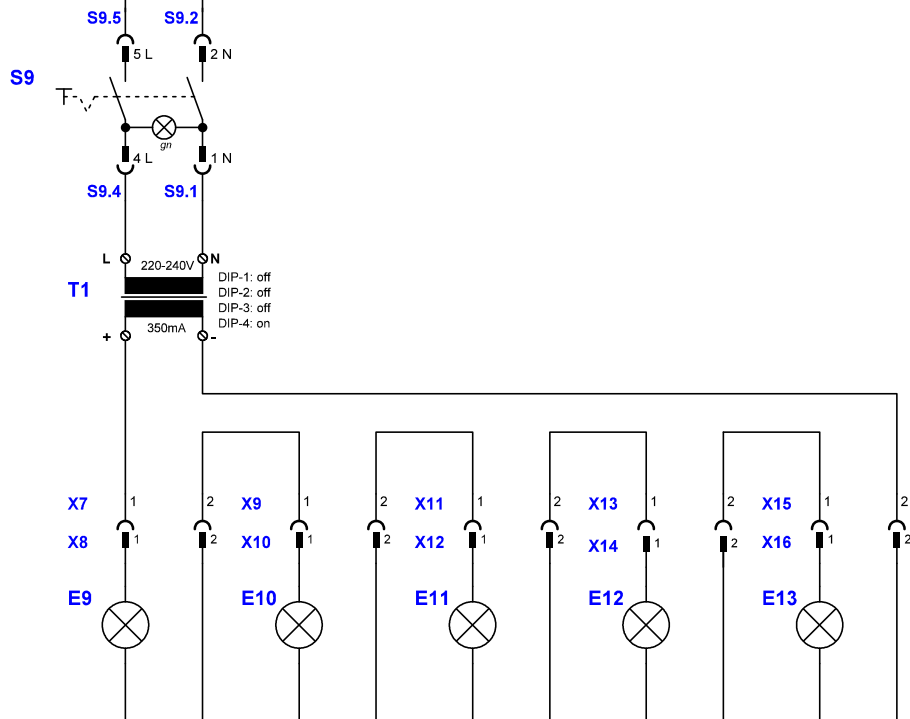 S9.5 S9.2
5 L 2 N
S9
gn
4 L 1 N
S9.4 S9.1
L 220-240V N
DIP-1: off
T1 DIP-2: off
DIP-3: off
350mA DIP-4: on
+ -
X7 1 2 X9 1 2 X11 1 2 X13 1 2 X15 1 2
X8 1 2 X10 1 2 X12 1 2 X14 1 2 X16 1 2
E9 E10 E11 E12 E13